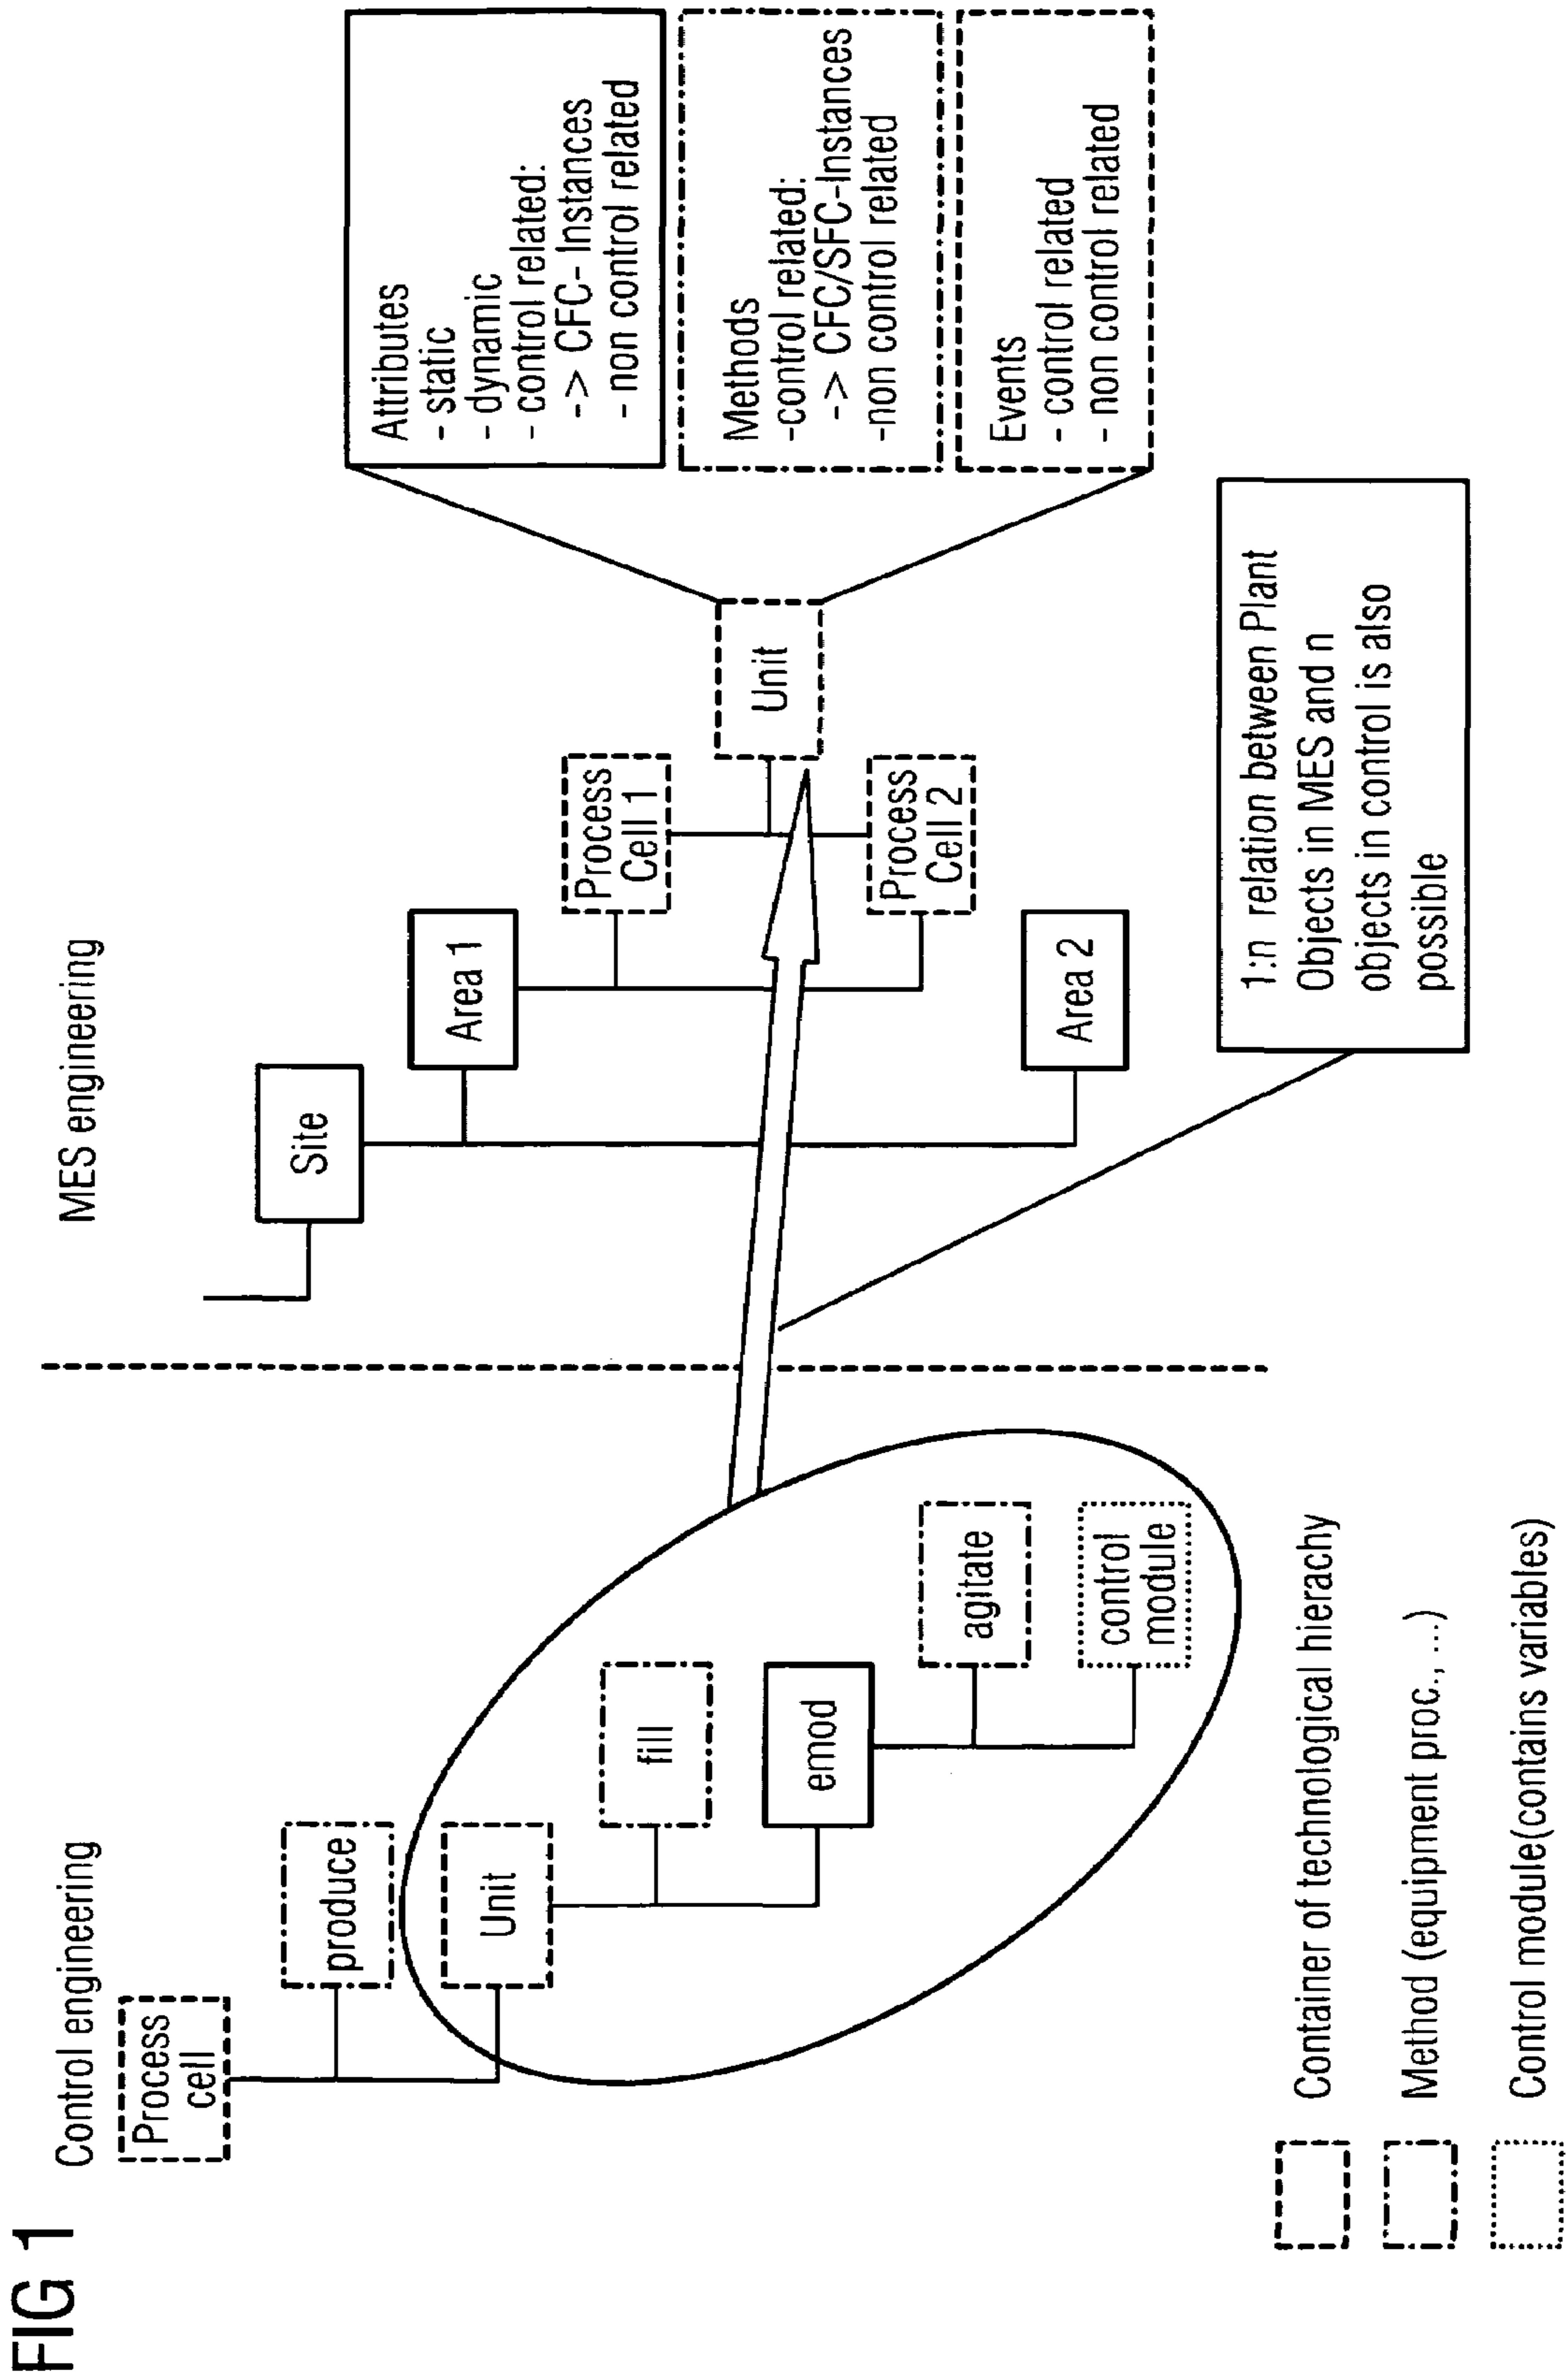 FIG 1
Control engineering
Process
cell
produce
Unit
fill
emod
agitate
control
module
MES engineering
Site
Area 1
Process
Cell 1
Unit
Process
Cell 2
Area 2
Attributes
- static
- dynamic
- control related:
-> CFC- Instances
- non control related
Methods
-control related:
-> CFC/SFC-Instances
-non control related
Events
- control related
- non control related
1:n relation between Plant
Objects in MES and n
objects in control is also
possible
Container of technological hierachy
Method (equipment proc., ...)
Control module(contains variables)